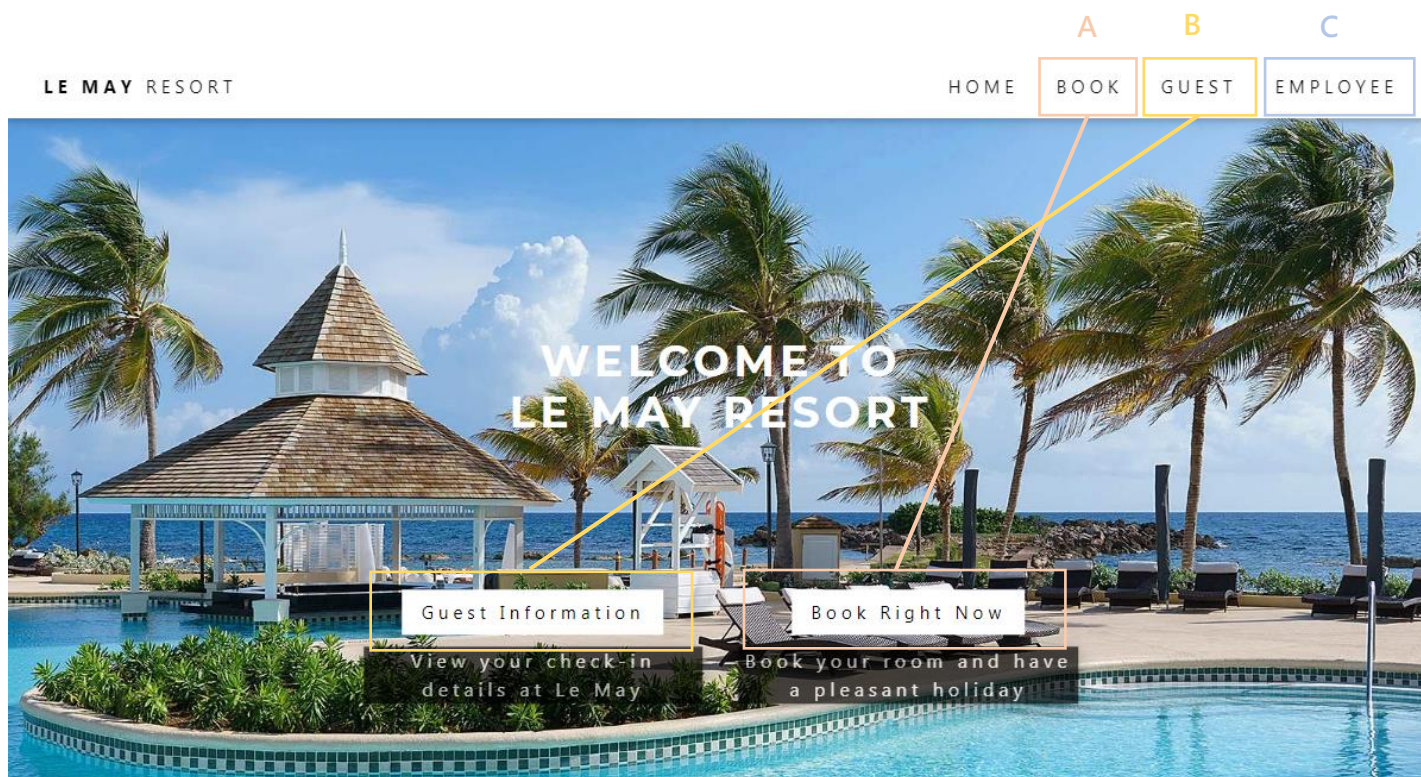 A B C
LE MAY RESORT HOME BOOK GUEST EMPLOYEE
WELCOME TO
LE MAY RESORT
Guest Information
View your check-in
details at Le May
Book Right Now
Book your room and have
a pleasant holiday